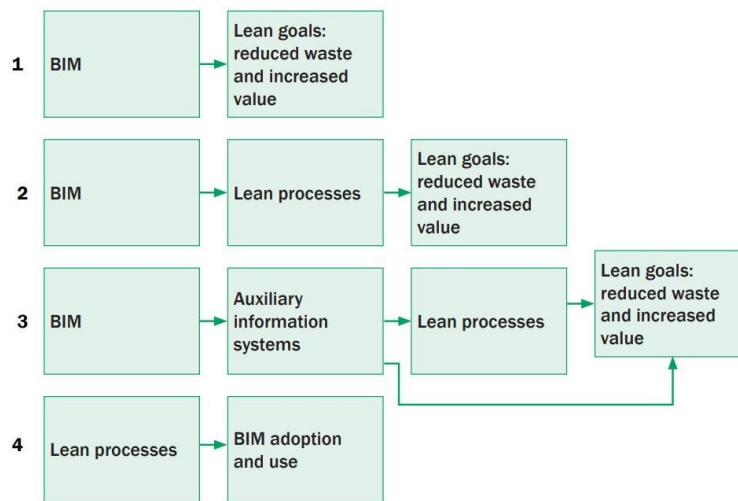 1
BIM
Lean goals:
reduced waste
and increased
value
2
BIM
Lean processes
Lean goals:
reduced waste
and increased
value
3
BIM
Auxiliary
information
systems
Lean processes
Lean goals:
reduced waste
and increased
value
4
Lean processes
BIM adoption
and use